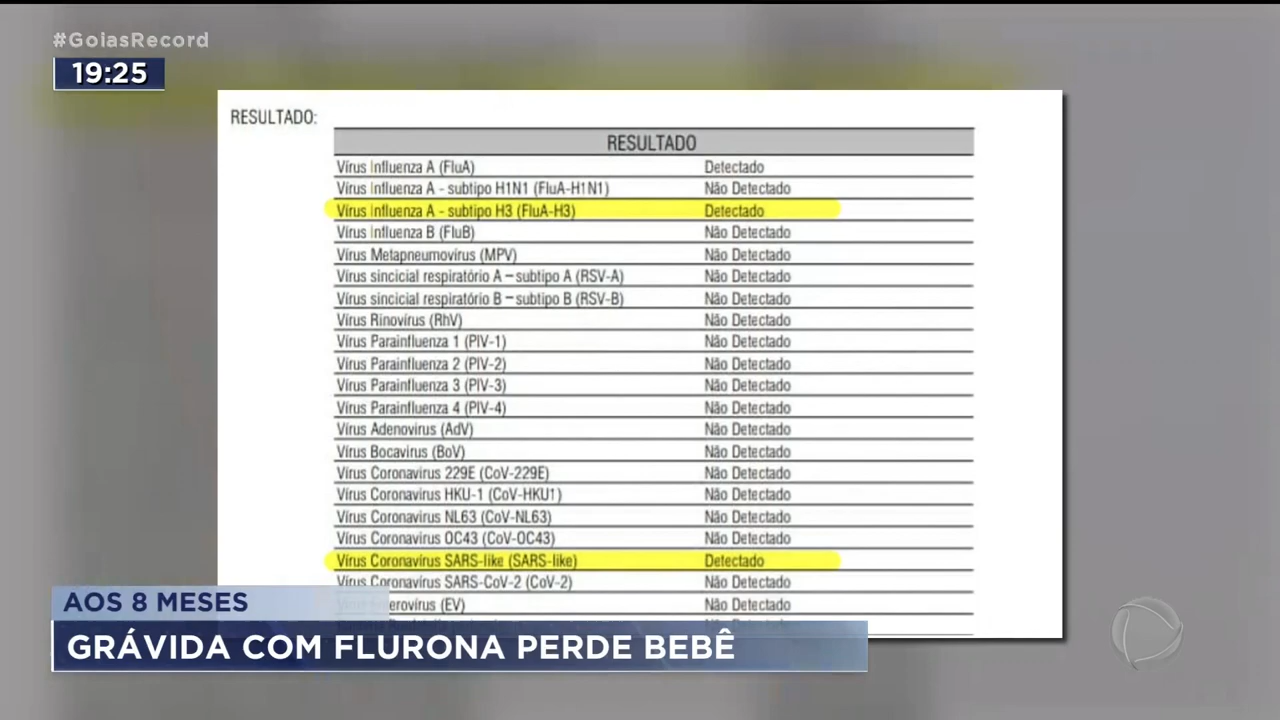 #GoiasRecord
19:25
RESULTADO:
RESULTADO
Vírus Influenza A (FluA) Detectado
Vírus Influenza A - subtipo H1N1 (FluA-H1N1) Não Detectado
Vírus Influenza A - subtipo H3 (FluA-H3) Detectado
Vírus Influenza B (FluB) Não Detectado
Vírus Metapneumovírus (MPV) Não Detectado
Vírus sincicial respiratório A – subtipo A (RSV-A) Não Detectado
Vírus sincicial respiratório B – subtipo B (RSV-B) Não Detectado
Vírus Rinovírus (RhV) Não Detectado
Vírus Parainfluenza 1 (PIV-1) Não Detectado
Vírus Parainfluenza 2 (PIV-2) Não Detectado
Vírus Parainfluenza 3 (PIV-3) Não Detectado
Vírus Parainfluenza 4 (PIV-4) Não Detectado
Vírus Adenovirus (AdV) Não Detectado
Vírus Bocavirus (BoV) Não Detectado
Vírus Coronavirus 229E (CoV-229E) Não Detectado
Vírus Coronavirus HKU-1 (CoV-HKU1) Não Detectado
Vírus Coronavirus NL63 (CoV-NL63) Não Detectado
Vírus Coronavirus OC43 (CoV-OC43) Não Detectado
Vírus Coronavírus SARS-like (SARS-like) Detectado
Vírus Coronavírus SARS-CoV-2 (CoV-2) Não Detectado
(EV) Não Detectado
AOS 8 MESES
GRÁVIDA COM FLURONA PERDE BEBÊ